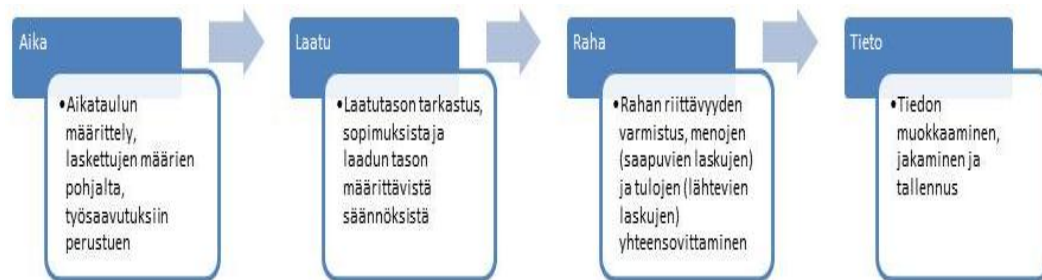 Aika
•Aikataulun
määrittely,
laskettujen määrien
pohjalta,
työsaavutuksiin
perustuen
Laatu
•Laatutason tarkastus,
sopimuksista ja
laadun tason
määrittävistä
säännöksistä
Raha
•Rahan riittävyyden
varmistus, menojen
(saapuvien laskujen)
ja tulojen (lähtevien
laskujen)
yhteensovittaminen
Tieto
•Tiedon
muokkaaminen,
jakaminen ja
tallennus